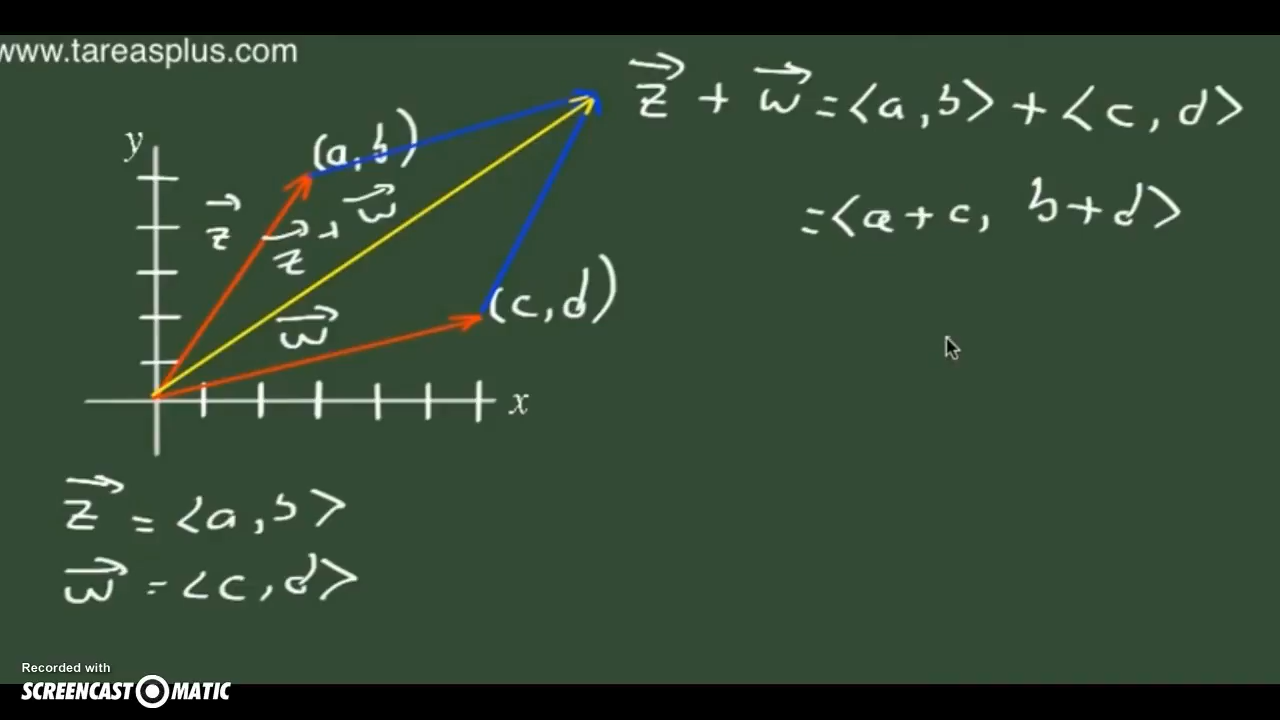 www.tareasplus.com
z⃗ + w⃗ = ⟨a, b⟩ + ⟨c, d⟩
= ⟨a + c, b + d⟩
y
(a, b)
z⃗
z⃗ + w⃗
w⃗
(c, d)
x
z⃗ = ⟨a, b⟩
w⃗ = ⟨c, d⟩
Recorded with
SCREENCAST MATIC